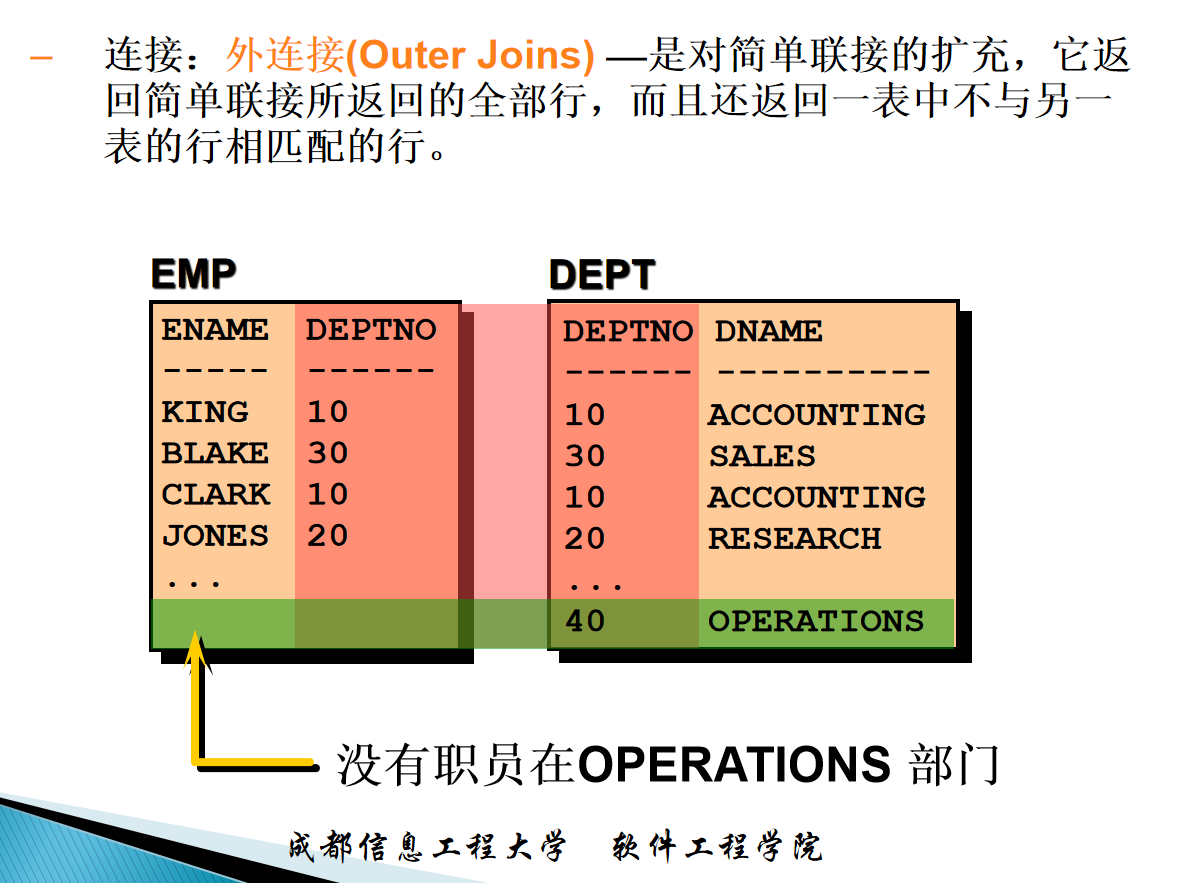 – 连接：外连接(Outer Joins) —是对简单联接的扩充，它返
回简单联接所返回的全部行，而且还返回一表中不与另一
表的行相匹配的行。
EMP
ENAME DEPTNO
----- ------
KING 10
BLAKE 30
CLARK 10
JONES 20
...
DEPT
DEPTNO DNAME
------ ----------
10 ACCOUNTING
30 SALES
10 ACCOUNTING
20 RESEARCH
...
40 OPERATIONS
没有职员在OPERATIONS 部门
成都信息工程大学 软件工程学院